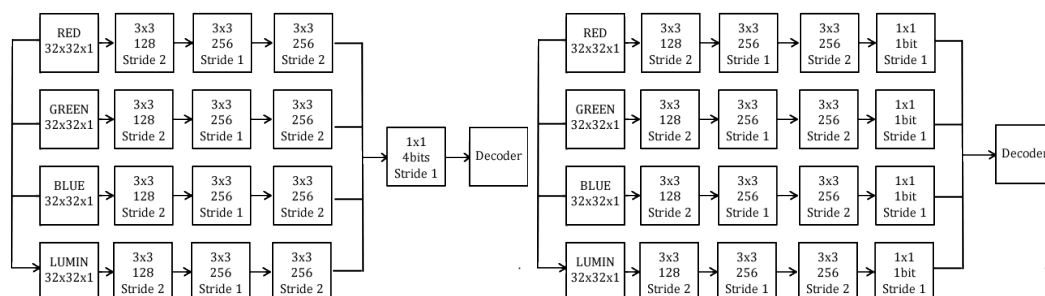 RED
32x32x1
3x3
128
Stride 2
3x3
256
Stride 1
3x3
256
Stride 2
GREEN
32x32x1
3x3
128
Stride 2
3x3
256
Stride 1
3x3
256
Stride 2
BLUE
32x32x1
3x3
128
Stride 2
3x3
256
Stride 1
3x3
256
Stride 2
LUMIN
32x32x1
3x3
128
Stride 2
3x3
256
Stride 1
3x3
256
Stride 2
1x1
4bits
Stride 1
Decoder
RED
32x32x1
3x3
128
Stride 2
3x3
256
Stride 1
3x3
256
Stride 2
1x1
1bit
Stride 1
GREEN
32x32x1
3x3
128
Stride 2
3x3
256
Stride 1
3x3
256
Stride 2
1x1
1bit
Stride 1
BLUE
32x32x1
3x3
128
Stride 2
3x3
256
Stride 1
3x3
256
Stride 2
1x1
1bit
Stride 1
LUMIN
32x32x1
3x3
128
Stride 2
3x3
256
Stride 1
3x3
256
Stride 2
1x1
1bit
Stride 1
Decoder